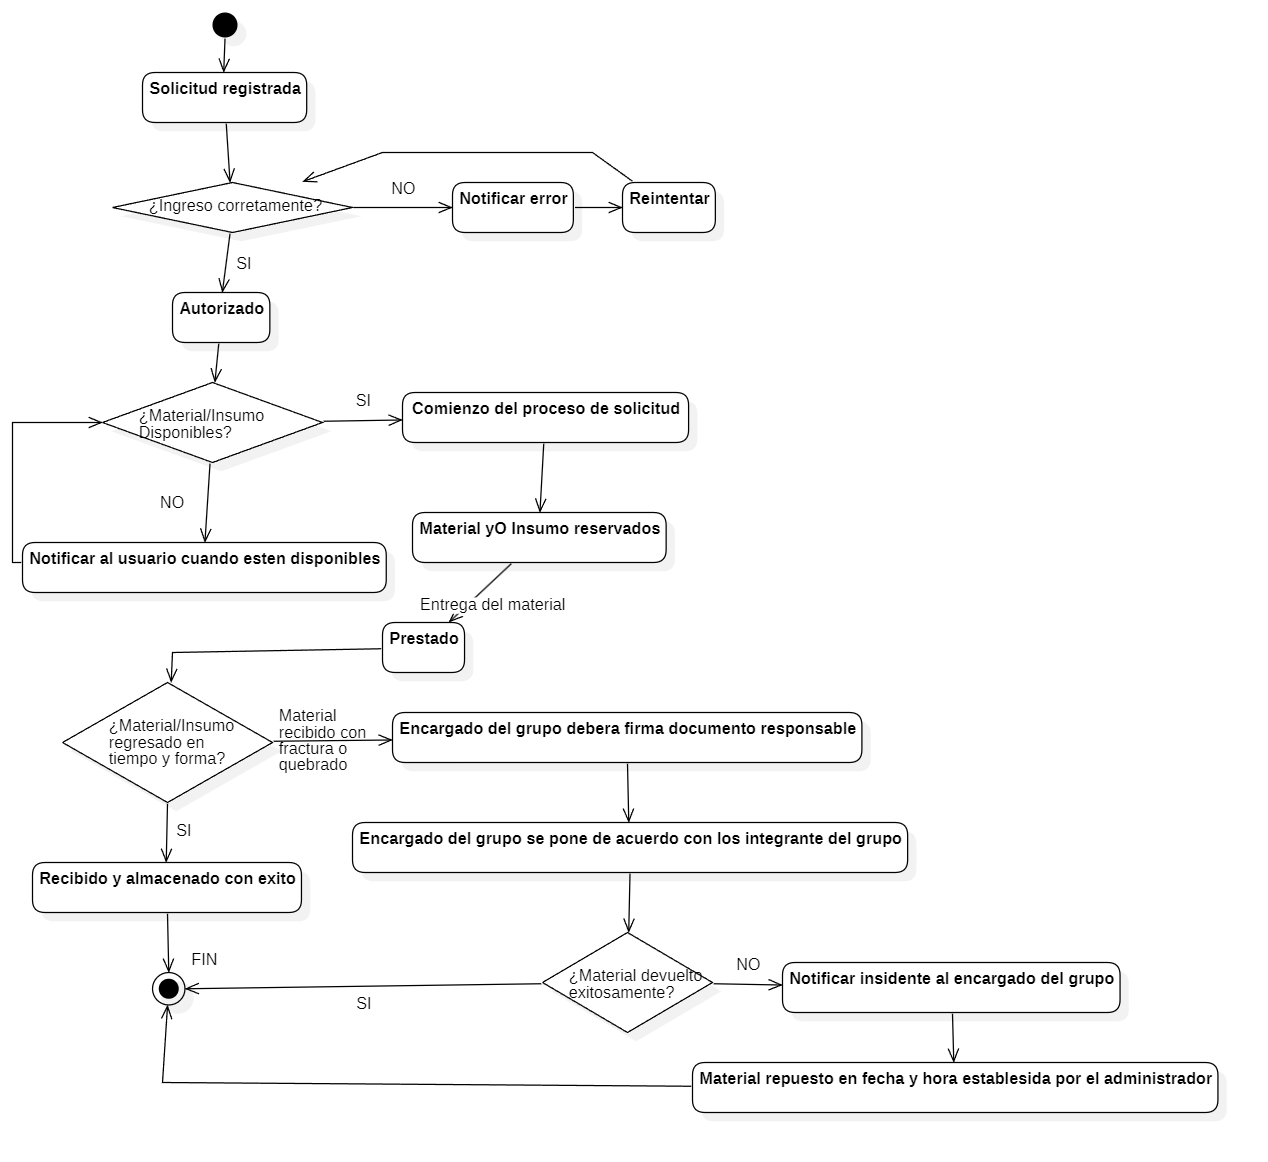 Solicitud registrada
¿Ingreso corretamente?
NO
Notificar error
Reintentar
SI
Autorizado
¿Material/Insumo
Disponibles?
SI
Comienzo del proceso de solicitud
NO
Material yO Insumo reservados
Notificar al usuario cuando esten disponibles
Entrega del material
Prestado
¿Material/Insumo
regresado en
tiempo y forma?
Material
recibido con
fractura o
quebrado
Encargado del grupo debera firma documento responsable
SI
Encargado del grupo se pone de acuerdo con los integrante del grupo
Recibido y almacenado con exito
FIN
¿Material devuelto
exitosamente?
NO
Notificar insidente al encargado del grupo
SI
Material repuesto en fecha y hora establesida por el administrador